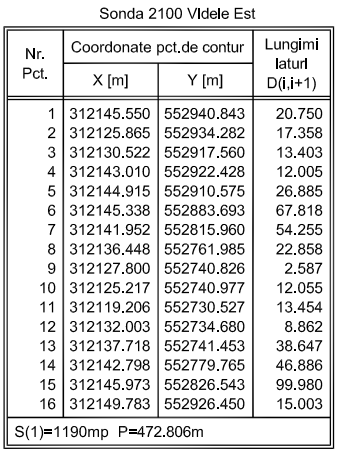 Sonda 2100 VIdele Est
Nr. Pct. Coordonate pct.de contur Lungimi laturI D(i,i+1)
X [m] Y [m]
1 312145.550 552940.843 20.750
2 312125.865 552934.282 17.358
3 312130.522 552917.560 13.403
4 312143.010 552922.428 12.005
5 312144.915 552910.575 26.885
6 312145.338 552883.693 67.818
7 312141.952 552815.960 54.255
8 312136.448 552761.985 22.858
9 312127.800 552740.826 2.587
10 312125.217 552740.977 12.055
11 312119.206 552730.527 13.454
12 312132.003 552734.680 8.862
13 312137.718 552741.453 38.647
14 312142.798 552779.765 46.886
15 312145.973 552826.543 99.980
16 312149.783 552926.450 15.003
S(1)=1190mp P=472.806m